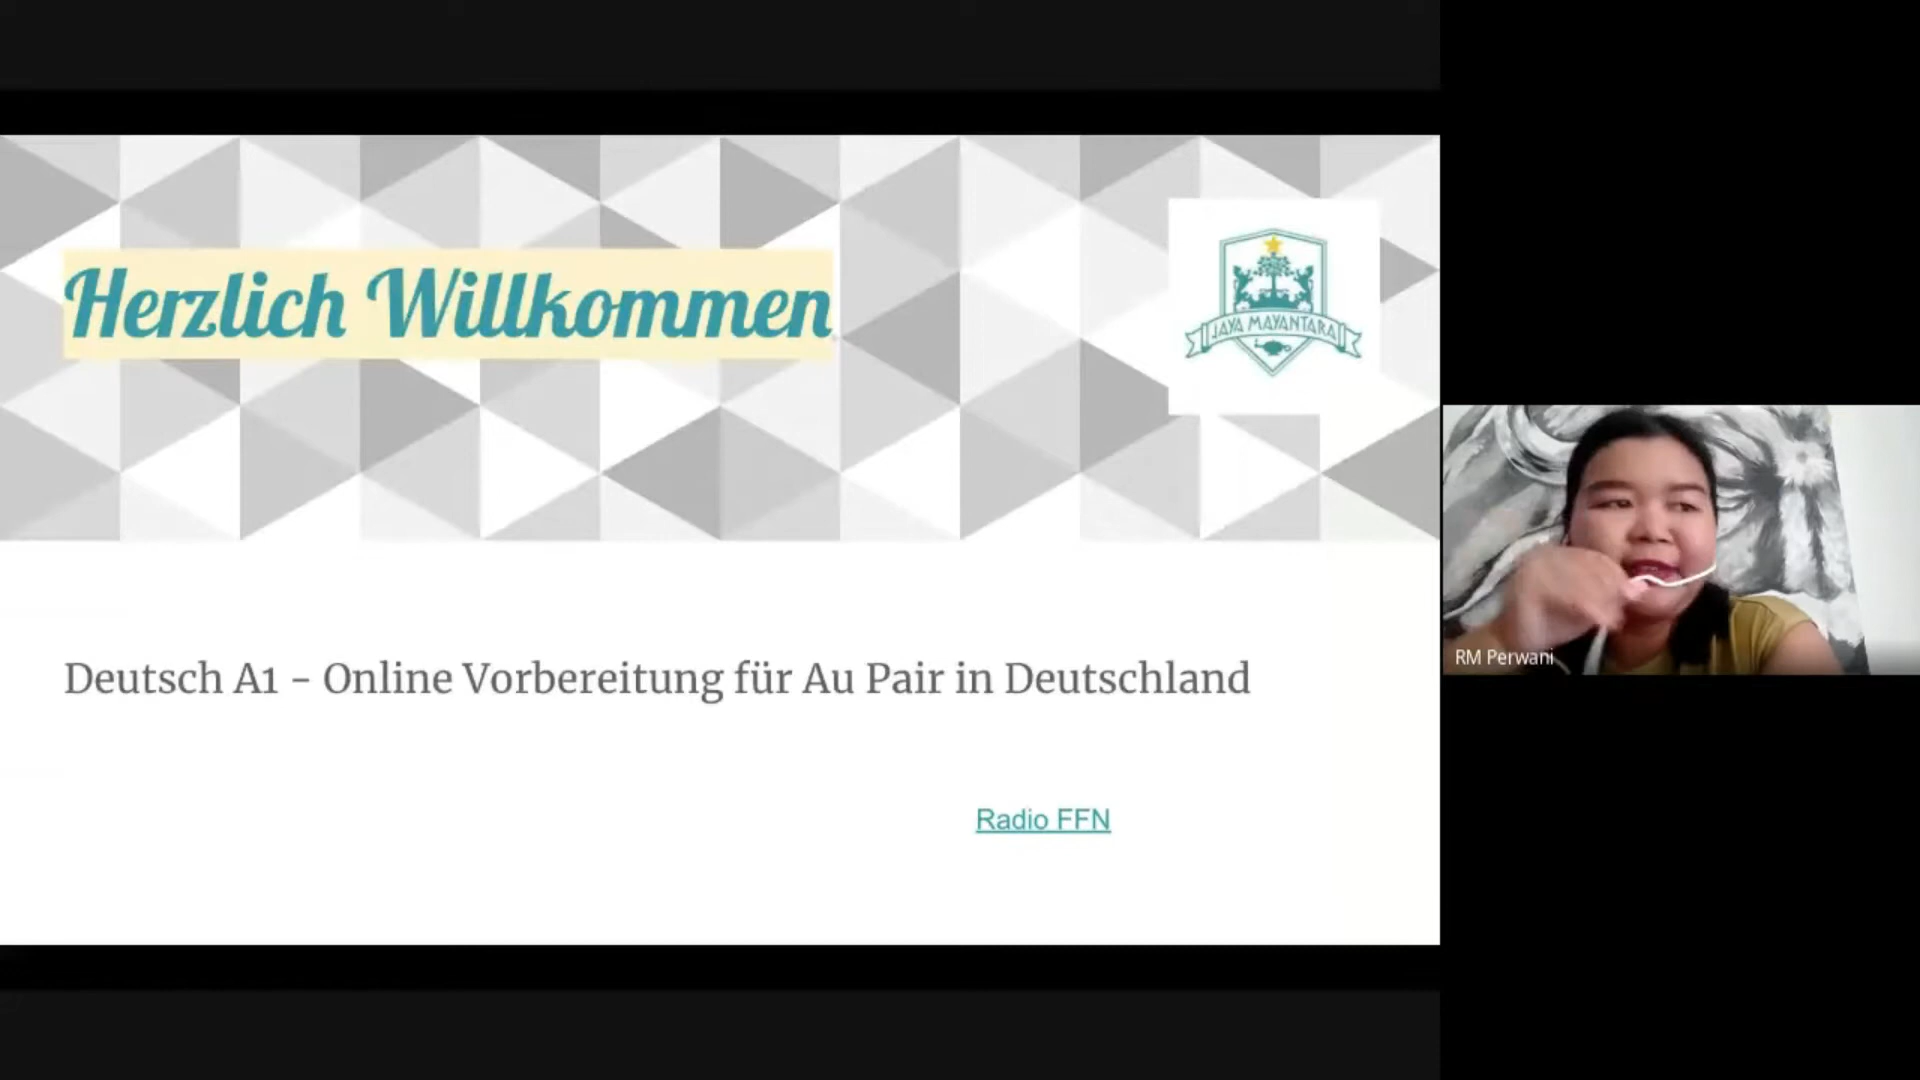 Herzlich Willkommen
JAYA MAYANTARA
Deutsch A1 - Online Vorbereitung für Au Pair in Deutschland
Radio FFN
RM Perwani